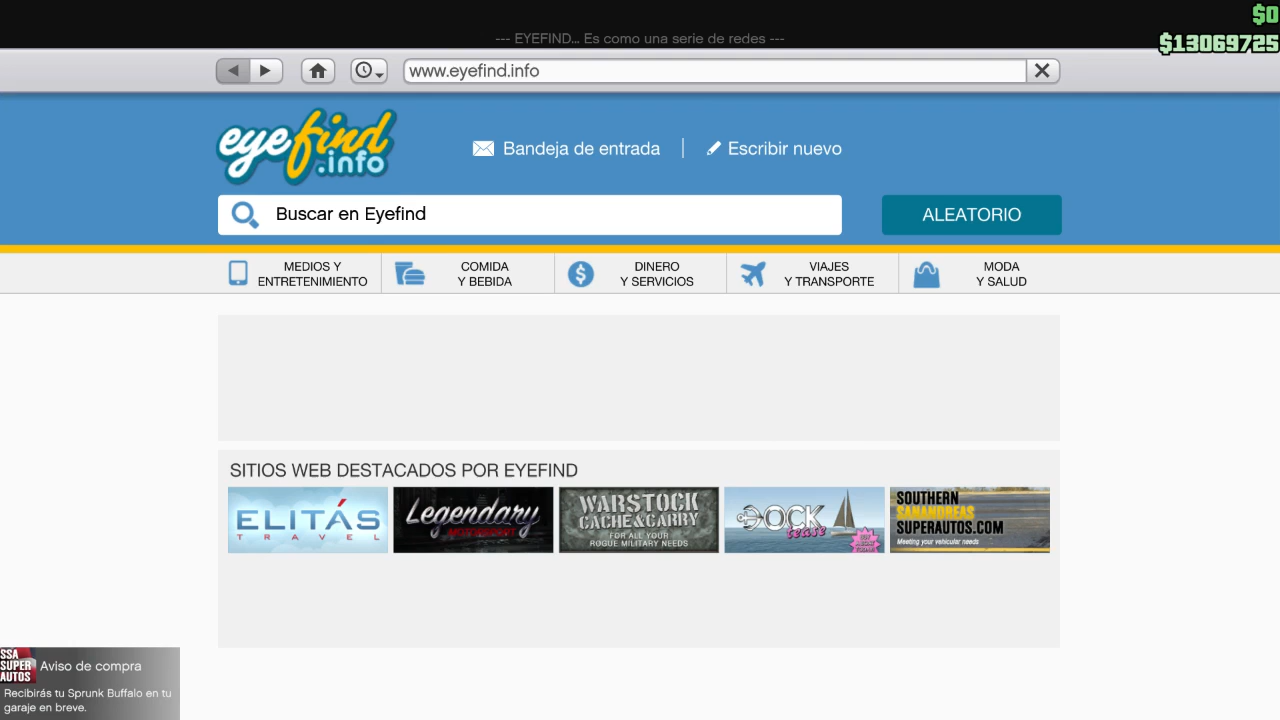 $0
--- EYEFIND... Es como una serie de redes ---
$13069725
www.eyefind.info
eyefind
.info
Bandeja de entrada
Escribir nuevo
Buscar en Eyefind
ALEATORIO
MEDIOS Y
ENTRETENIMIENTO
COMIDA
Y BEBIDA
DINERO
Y SERVICIOS
VIAJES
Y TRANSPORTE
MODA
Y SALUD
SITIOS WEB DESTACADOS POR EYEFIND
ELITÁS
TRAVEL
Legendary
MOTORSPORT
WARSTOCK
CACHE&CARRY
FOR ALL YOUR
ROGUE MILITARY NEEDS
DOCK
tease
SOUTHERN
SANANDREAS
SUPERAUTOS.COM
Meeting your vehicular needs
SSA
SUPER
AUTOS
Aviso de compra
Recibirás tu Sprunk Buffalo en tu
garaje en breve.